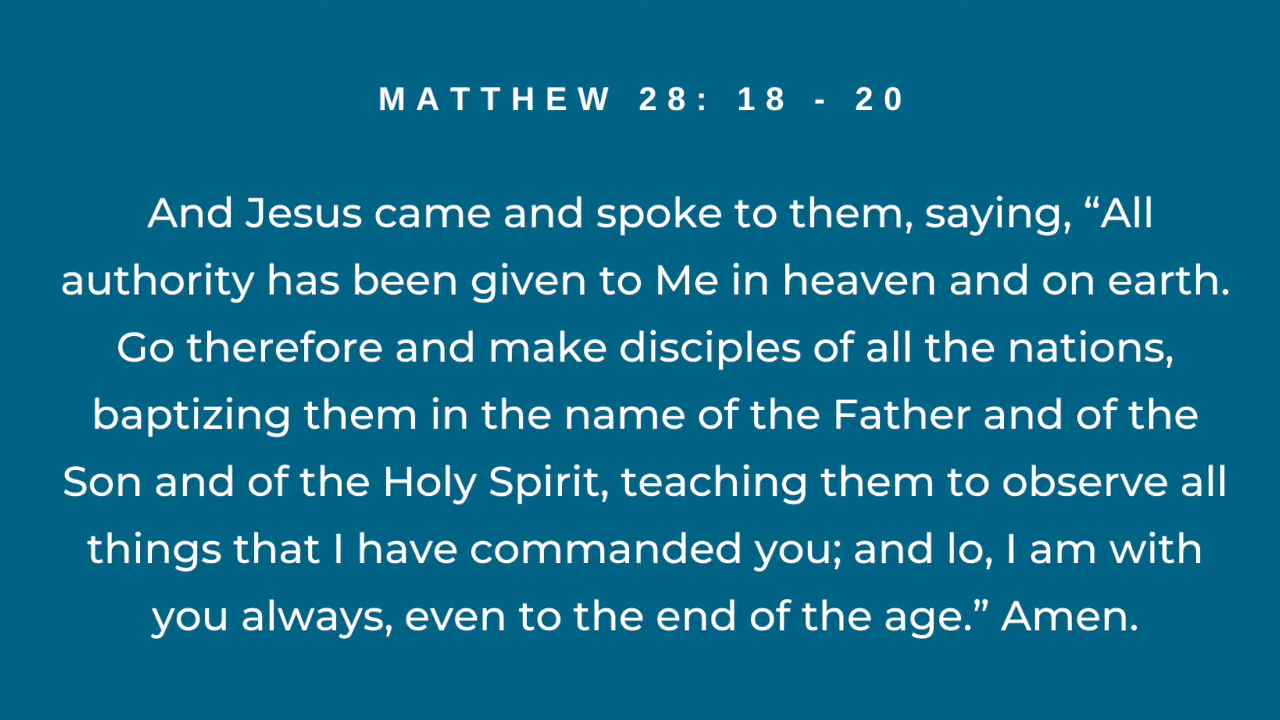 MATTHEW 28: 18 - 20
And Jesus came and spoke to them, saying, “All
authority has been given to Me in heaven and on earth.
Go therefore and make disciples of all the nations,
baptizing them in the name of the Father and of the
Son and of the Holy Spirit, teaching them to observe all
things that I have commanded you; and lo, I am with
you always, even to the end of the age.” Amen.